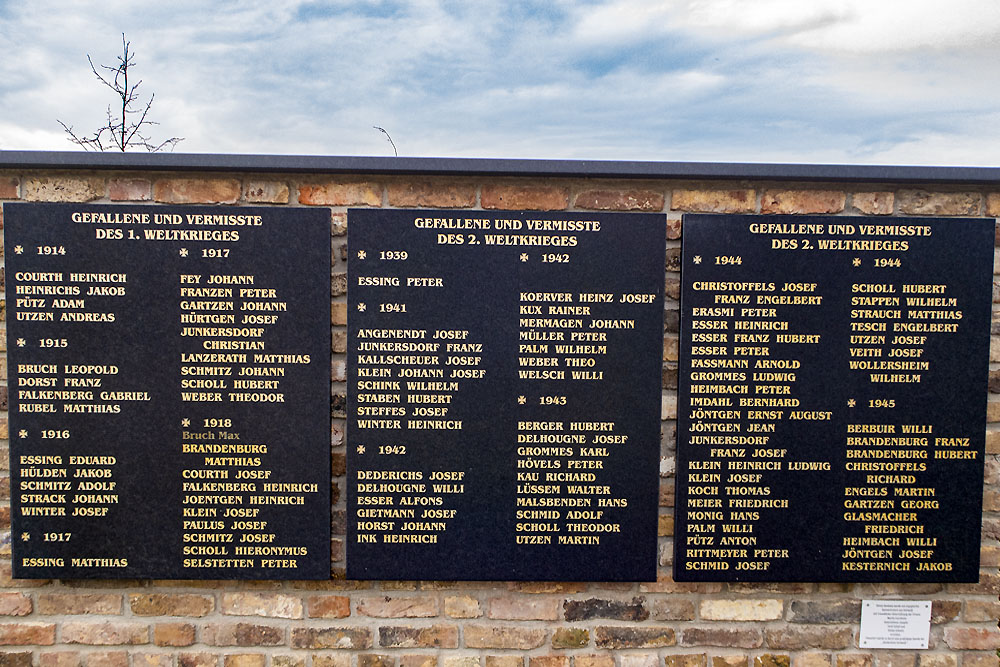 GEFALLENE UND VERMISSTE
DES 1. WELTKRIEGES
1914
COURTH HEINRICH
HEINRICHS JAKOB
PÜTZ ADAM
UTZEN ANDREAS
1915
BRUCH LEOPOLD
DORST FRANZ
FALKENBERG GABRIEL
RUBEL MATTHIAS
1916
ESSING EDUARD
HÜLDEN JAKOB
SCHMITZ ADOLF
STRACK JOHANN
WINTER JOSEF
1917
ESSING MATTHIAS
1917
FEY JOHANN
FRANZEN PETER
GARTZEN JOHANN
HÜRTGEN JOSEF
JUNKERSDORF
CHRISTIAN
LANZERATH MATTHIAS
SCHMITZ JOHANN
SCHOLL HUBERT
WEBER THEODOR
1918
Bruch Max
BRANDENBURG
MATTHIAS
COURTH JOSEF
FALKENBERG HEINRICH
JOENTGEN HEINRICH
KLEIN JOSEF
PAULUS JOSEF
SCHMITZ JOSEF
SCHOLL HIERONYMUS
SELSTETTEN PETER
GEFALLENE UND VERMISSTE
DES 2. WELTKRIEGES
1939
ESSING PETER
1941
ANGENENDT JOSEF
JUNKERSDORF FRANZ
KALLSCHEUER JOSEF
KLEIN JOHANN JOSEF
SCHINK WILHELM
STABEN HUBERT
STEFFES JOSEF
WINTER HEINRICH
1942
DEDERICHS JOSEF
DELHOUGNE WILLI
ESSER ALFONS
GIETMANN JOSEF
HORST JOHANN
INK HEINRICH
1942
KOERVER HEINZ JOSEF
KUX RAINER
MERMAGEN JOHANN
MÜLLER PETER
PALM WILHELM
WEBER THEO
WELSCH WILLI
1943
BERGER HUBERT
DELHOUGNE JOSEF
GROMMES KARL
HÖVELS PETER
KAU RICHARD
LÜSSEM WALTER
MALSBENDEN HANS
SCHMID ADOLF
SCHOLL THEODOR
UTZEN MARTIN
GEFALLENE UND VERMISSTE
DES 2. WELTKRIEGES
1944
CHRISTOFFELS JOSEF
FRANZ ENGELBERT
ERASMI PETER
ESSER HEINRICH
ESSER FRANZ HUBERT
ESSER PETER
FASSMANN ARNOLD
GROMMES LUDWIG
HEIMBACH PETER
IMDAHL BERNHARD
JÖNTGEN ERNST AUGUST
JÖNTGEN JEAN
JUNKERSDORF
FRANZ JOSEF
KLEIN HEINRICH LUDWIG
KLEIN JOSEF
KOCH THOMAS
MEIER FRIEDRICH
MONIG HANS
PALM WILLI
PÜTZ ANTON
RITTMEYER PETER
SCHMID JOSEF
1944
SCHOLL HUBERT
STAPPEN WILHELM
STRAUCH MATTHIAS
TESCH ENGELBERT
UTZEN JOSEF
VEITH JOSEF
WOLLERSHEIM
WILHELM
1945
BERBUIR WILLI
BRANDENBURG FRANZ
BRANDENBURG HUBERT
CHRISTOFFELS
RICHARD
ENGELS MARTIN
GARTZEN GEORG
GLASMACHER
FRIEDRICH
HEIMBACH WILLI
JÖNTGEN JOSEF
KESTERNICH JAKOB